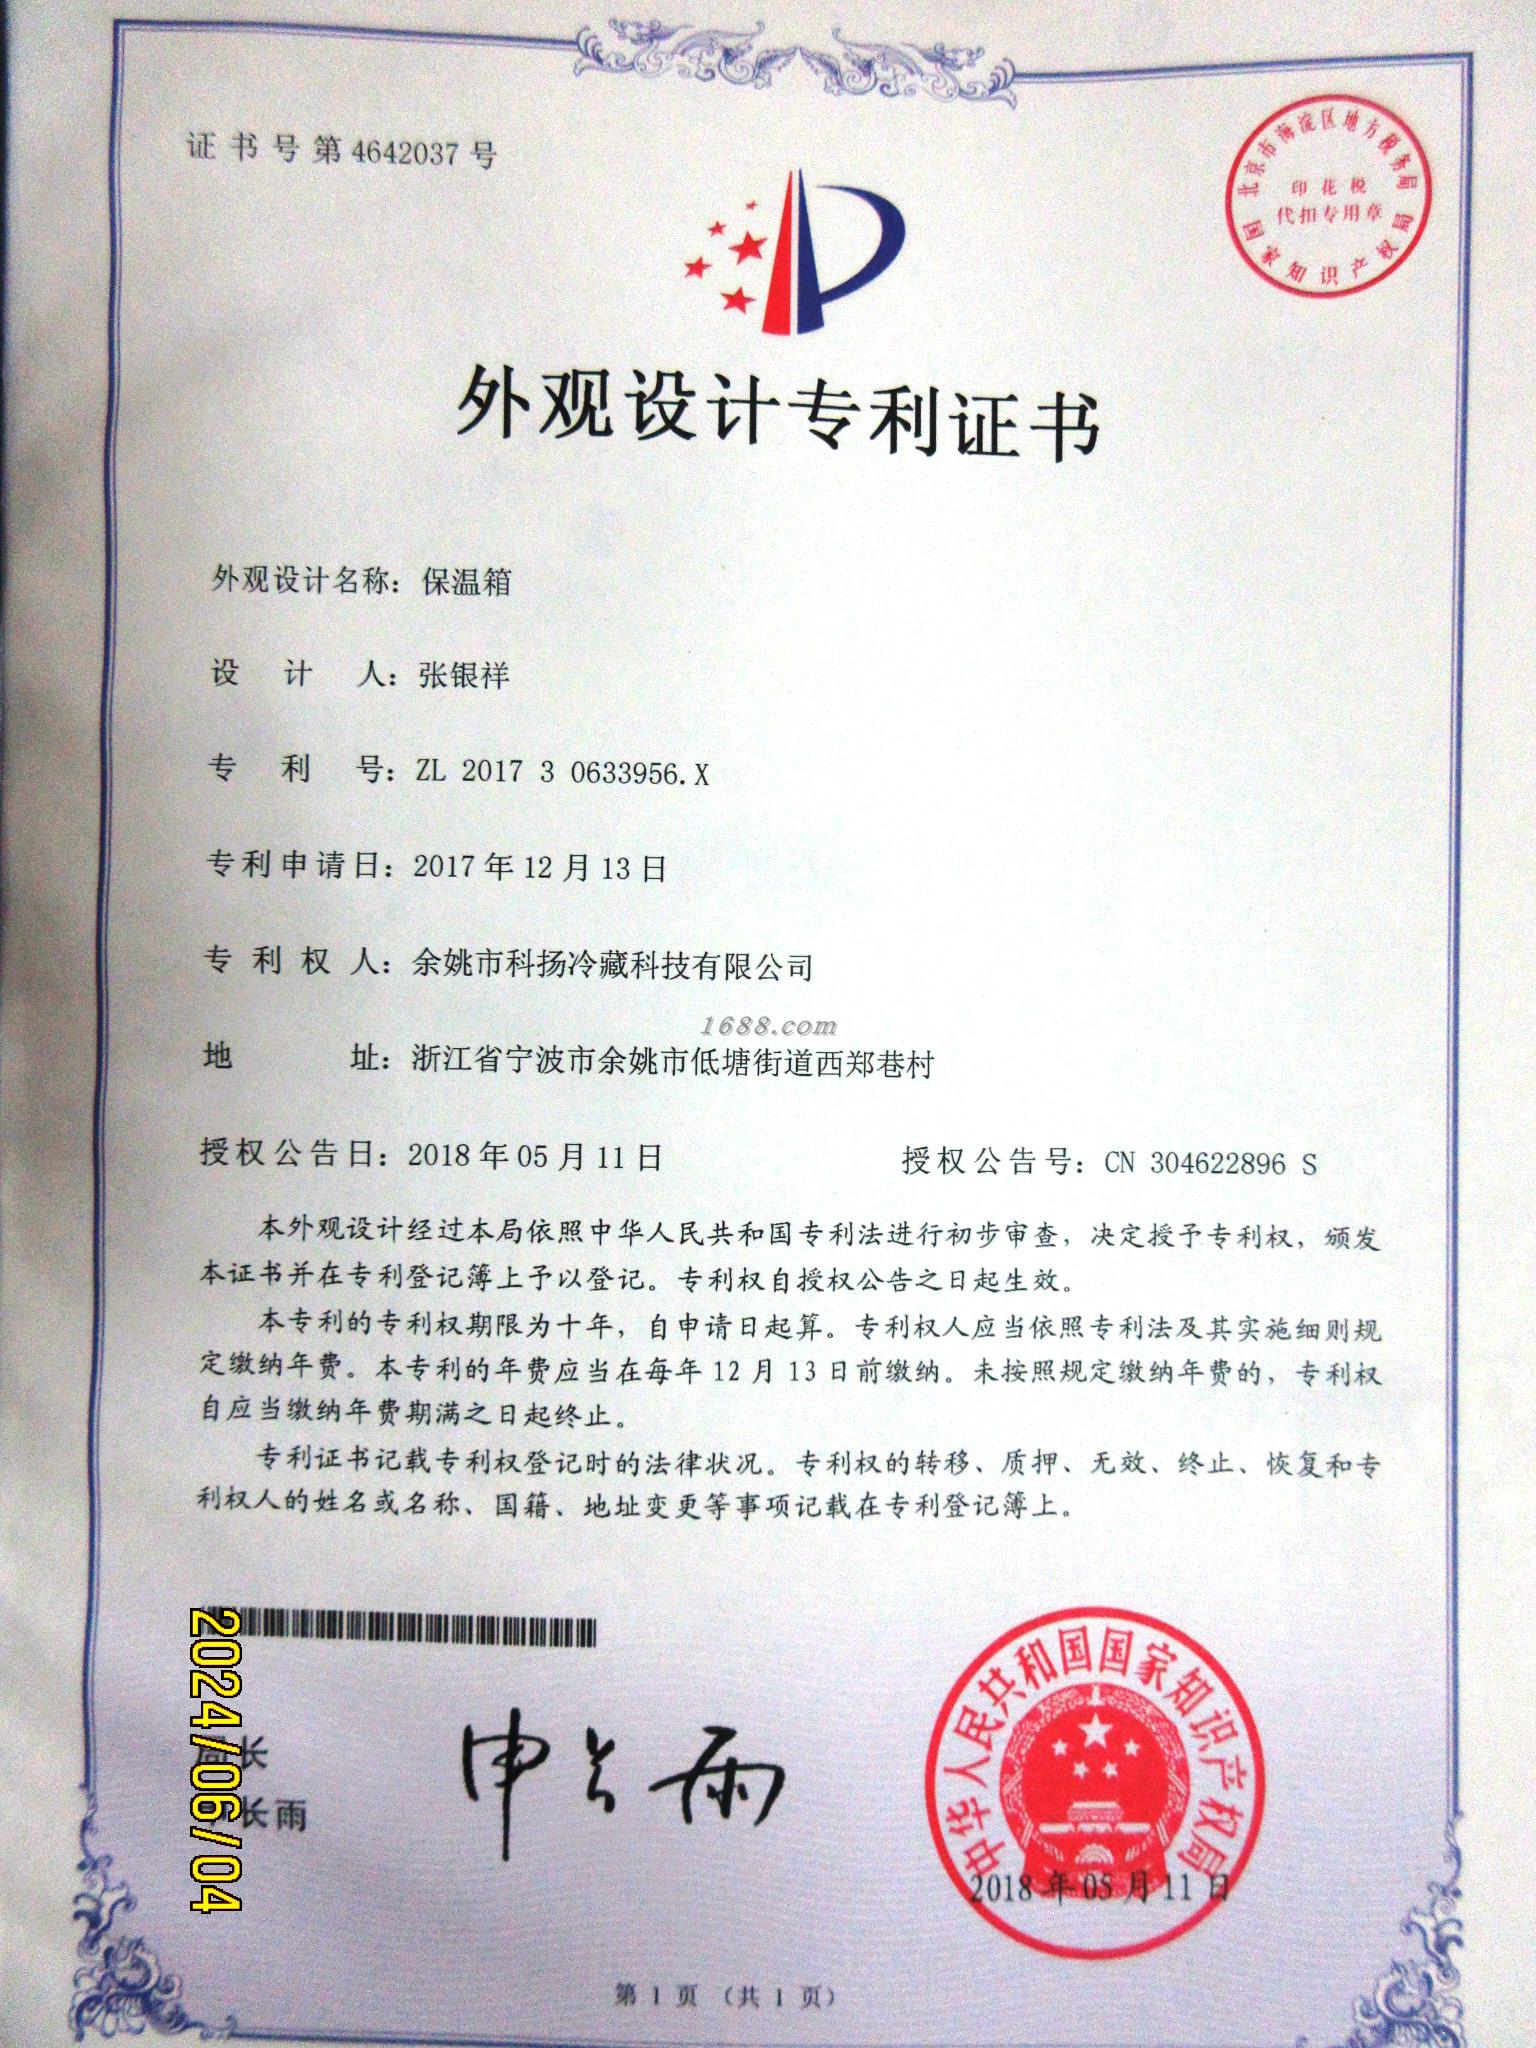 证书号第4642037号
北京市海淀区地方税务局
印花税
代扣专用章
国家知识产权局
外观设计专利证书
外观设计名称：保温箱
设计人：张银祥
专利号：ZL 2017 3 0633956.X
专利申请日：2017年12月13日
专利权人：余姚市科扬冷藏科技有限公司
1688.com
地址：浙江省宁波市余姚市低塘街道西郑巷村
授权公告日：2018年05月11日 授权公告号：CN 304622896 S
本外观设计经过本局依照中华人民共和国专利法进行初步审查，决定授予专利权，颁发
本证书并在专利登记簿上予以登记。专利权自授权公告之日起生效。
本专利的专利权期限为十年，自申请日起算。专利权人应当依照专利法及其实施细则规
定缴纳年费。本专利的年费应当在每年12月13日前缴纳。未按照规定缴纳年费的，专利权
自应当缴纳年费期满之日起终止。
专利证书记载专利权登记时的法律状况。专利权的转移、质押、无效、终止、恢复和专
利权人的姓名或名称、国籍、地址变更等事项记载在专利登记簿上。
2024/06/04
局长
长雨
申长雨
中华人民共和国国家知识产权局
2018年05月11日
第1页（共1页）